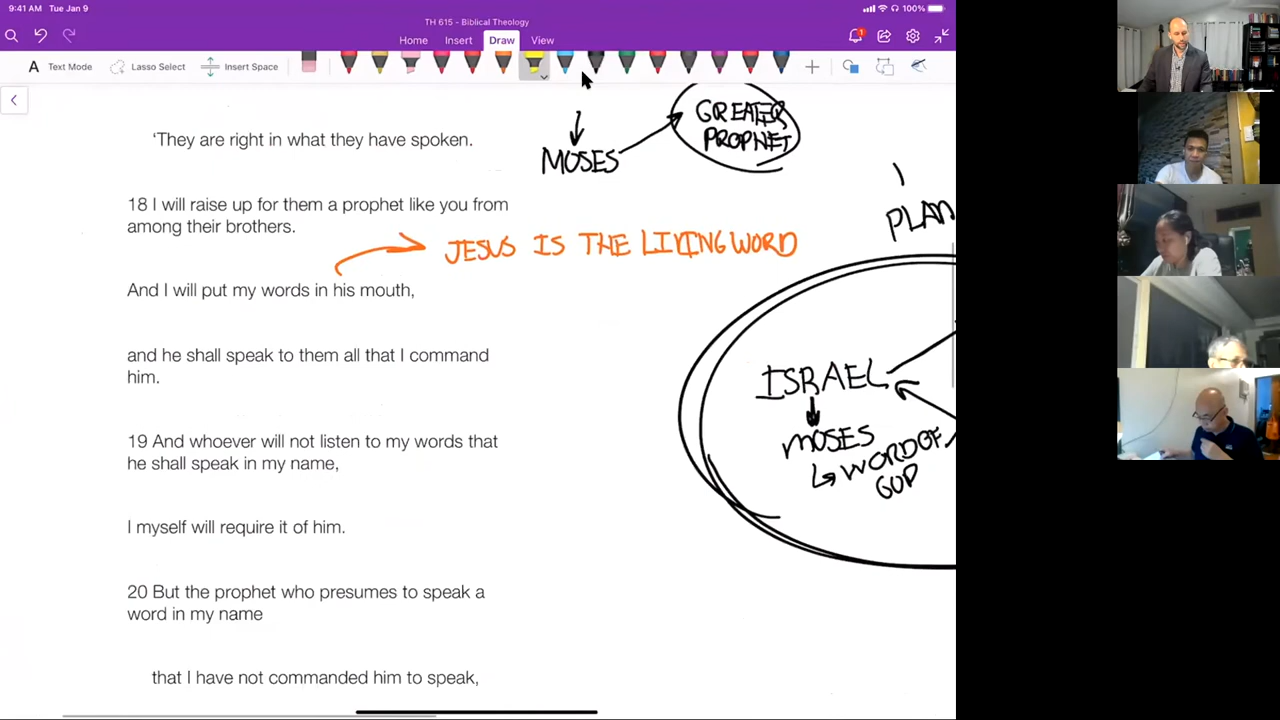 9:41 AM Tue Jan 9
100%
TH 615 - Biblical Theology
Home Insert Draw View
1
A Text Mode Lasso Select Insert Space
'They are right in what they have spoken.
GREATER
PROPHET
MOSES
18 I will raise up for them a prophet like you from
among their brothers.
PLAN
JESUS IS THE LIVING WORD
And I will put my words in his mouth,
and he shall speak to them all that I command
him.
ISRAEL
MOSES
WORD OF
GOD
19 And whoever will not listen to my words that
he shall speak in my name,
I myself will require it of him.
20 But the prophet who presumes to speak a
word in my name
that I have not commanded him to speak,